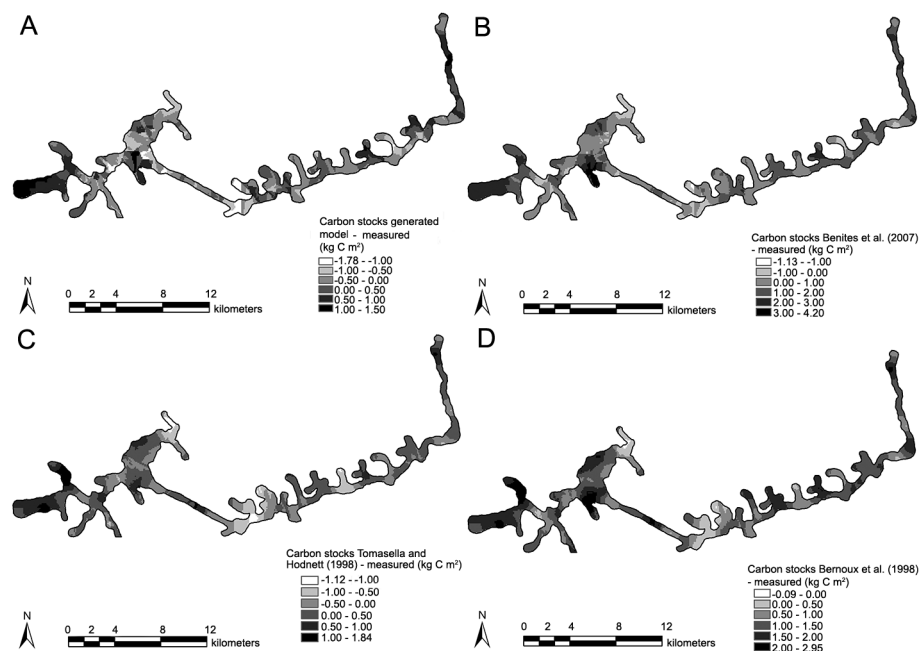 A
Carbon stocks generated
model - measured
(kg C m²)
-1.78 - -1.00
-1.00 - -0.50
-0.50 - 0.00
0.00 - 0.50
0.50 - 1.00
1.00 - 1.50
N
0 2 4 8 12
kilometers
B
Carbon stocks Benites et al. (2007)
- measured (kg C m²)
-1.13 - -1.00
-1.00 - 0.00
0.00 - 1.00
1.00 - 2.00
2.00 - 3.00
3.00 - 4.20
N
0 2 4 8 12
kilometers
C
Carbon stocks Tomasella and
Hodnett (1998) - measured (kg C m²)
-1.12 - -1.00
-1.00 - -0.50
-0.50 - 0.00
0.00 - 0.50
0.50 - 1.00
1.00 - 1.84
N
0 2 4 8 12
kilometers
D
Carbon stocks Bernoux et al. (1998)
- measured (kg C m²)
-0.09 - 0.00
0.00 - 0.50
0.50 - 1.00
1.00 - 1.50
1.50 - 2.00
2.00 - 2.95
N
0 2 4 8 12
kilometers